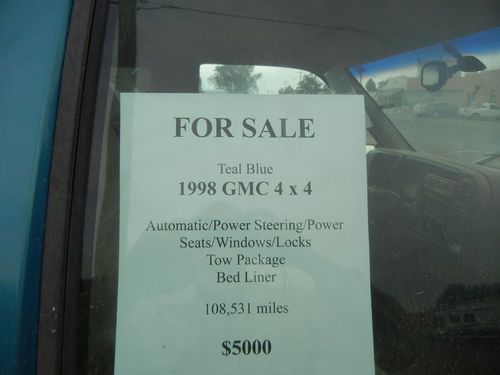 FOR SALE
Teal Blue
1998 GMC 4 x 4
Automatic/Power Steering/Power
Seats/Windows/Locks
Tow Package
Bed Liner
108,531 miles
$5000